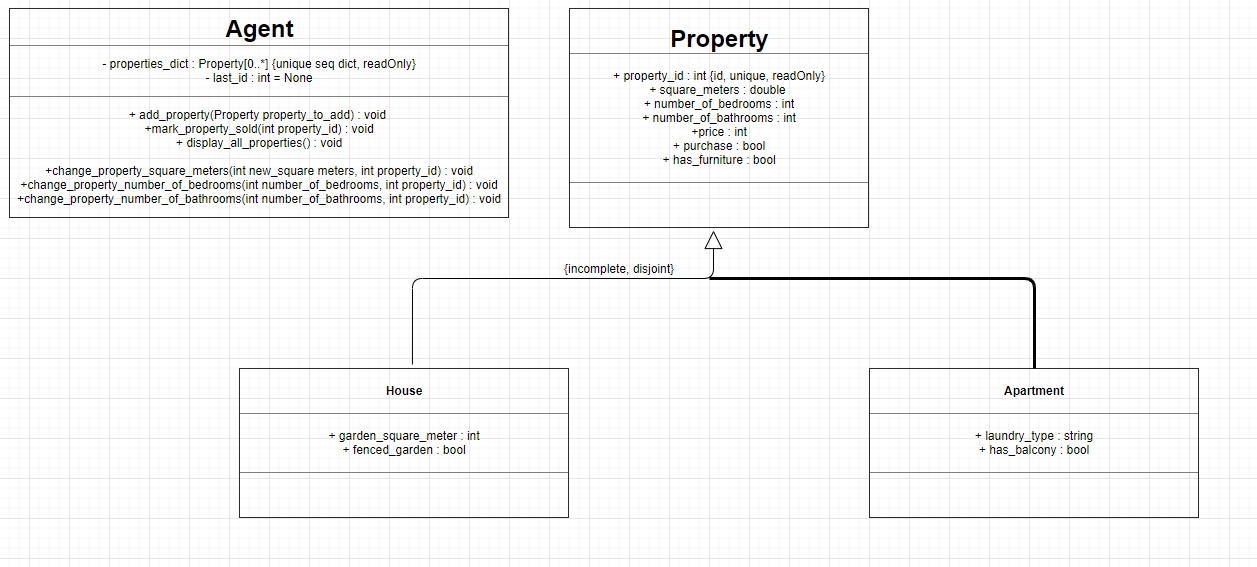 Agent
- properties_dict : Property[0..*] {unique seq dict, readOnly}
- last_id : int = None
+ add_property(Property property_to_add) : void
+mark_property_sold(int property_id) : void
+ display_all_properties() : void
+change_property_square_meters(int new_square meters, int property_id) : void
+change_property_number_of_bedrooms(int number_of_bedrooms, int property_id) : void
+change_property_number_of_bathrooms(int number_of_bathrooms, int property_id) : void
Property
+ property_id : int {id, unique, readOnly}
+ square_meters : double
+ number_of_bedrooms : int
+ number_of_bathrooms : int
+price : int
+ purchase : bool
+ has_furniture : bool
{incomplete, disjoint}
House
+ garden_square_meter : int
+ fenced_garden : bool
Apartment
+ laundry_type : string
+ has_balcony : bool